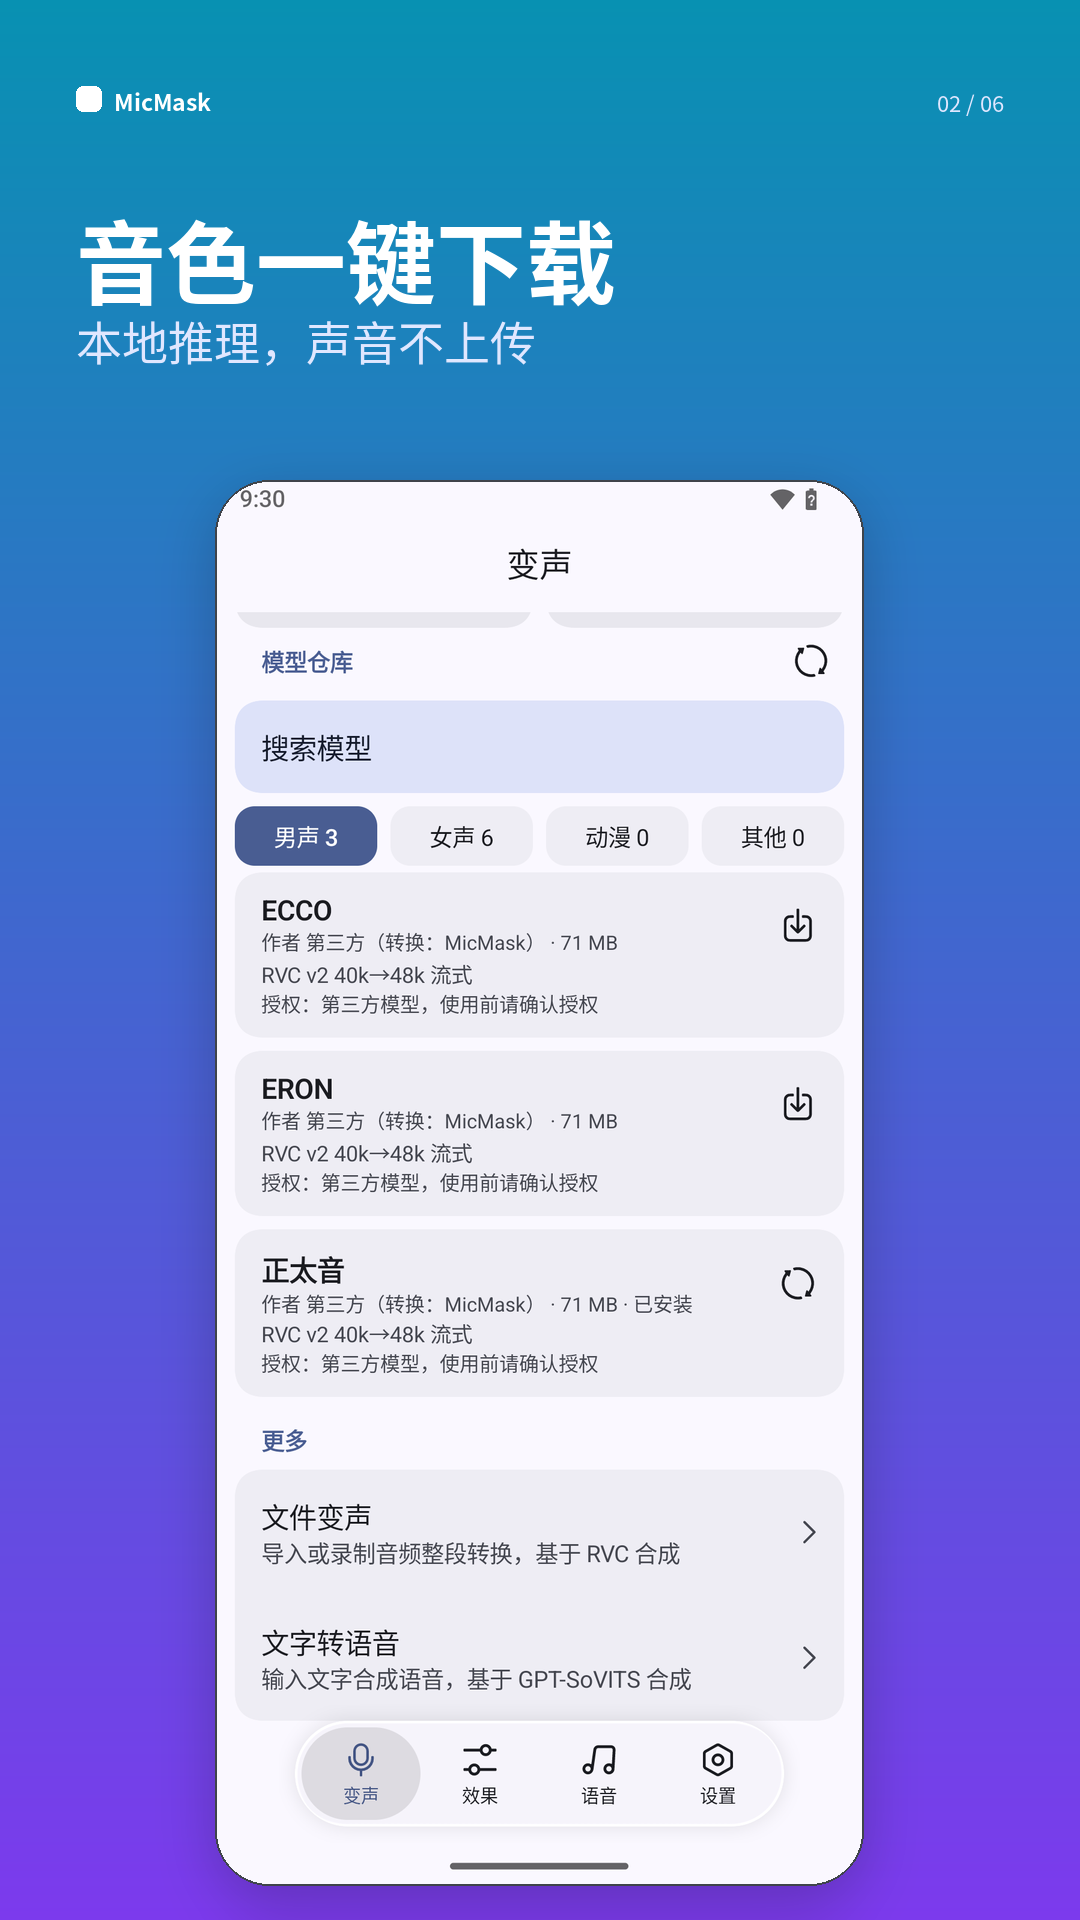 MicMask
02 / 06
音色一键下载
本地推理，声音不上传
9:30
变声
模型仓库
搜索模型
男声 3
女声 6
动漫 0
其他 0
ECCO
作者 第三方（转换：MicMask） · 71 MB
RVC v2 40k→48k 流式
授权：第三方模型，使用前请确认授权
ERON
作者 第三方（转换：MicMask） · 71 MB
RVC v2 40k→48k 流式
授权：第三方模型，使用前请确认授权
正太音
作者 第三方（转换：MicMask） · 71 MB · 已安装
RVC v2 40k→48k 流式
授权：第三方模型，使用前请确认授权
更多
文件变声
导入或录制音频整段转换，基于 RVC 合成
文字转语音
输入文字合成语音，基于 GPT-SoVITS 合成
变声
效果
语音
设置